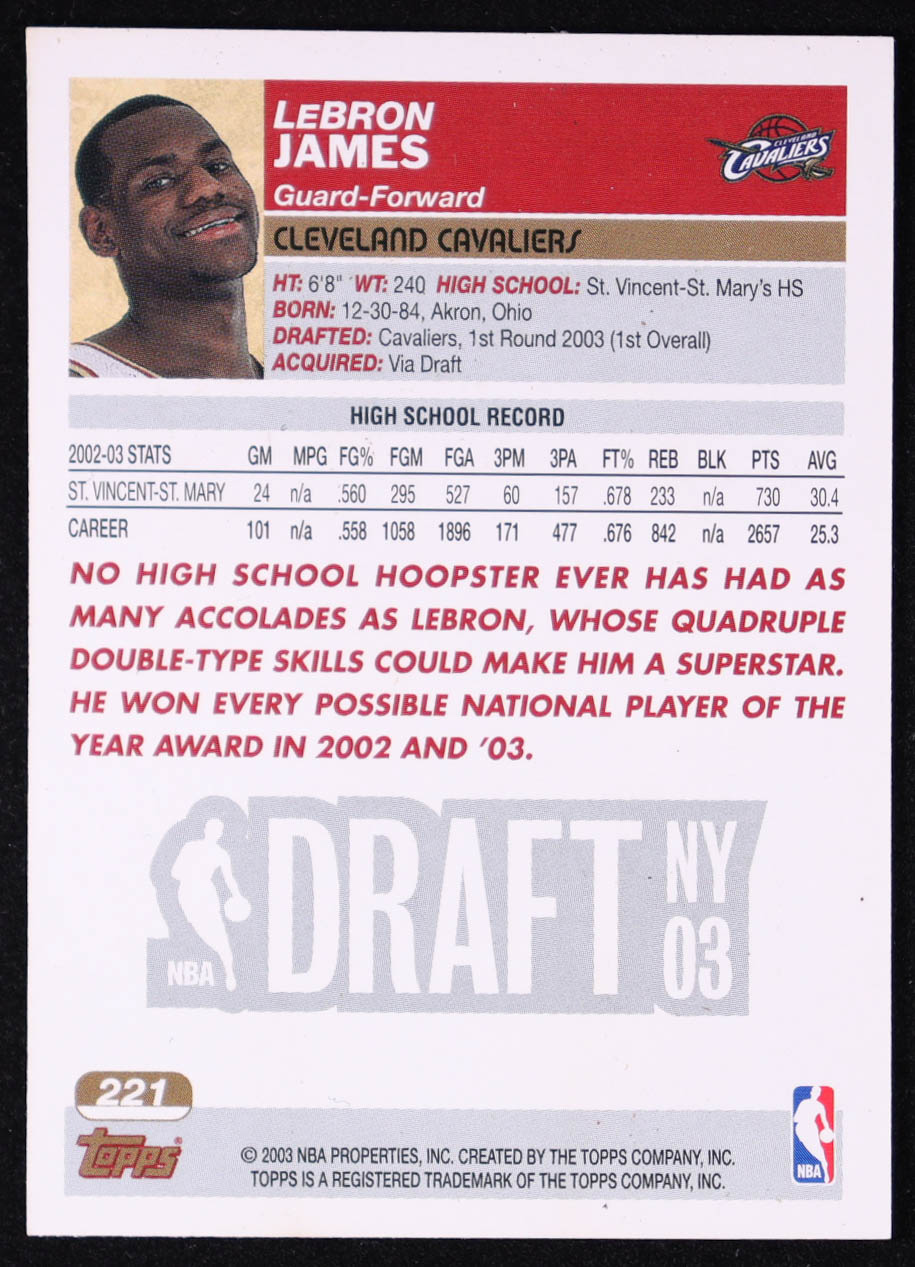 LeBRON
JAMES
Guard-Forward
CLEVELAND CAVALIERS
CLEVELAND CAVALIERS
HT: 6'8" WT: 240 HIGH SCHOOL: St. Vincent-St. Mary's HS
BORN: 12-30-84, Akron, Ohio
DRAFTED: Cavaliers, 1st Round 2003 (1st Overall)
ACQUIRED: Via Draft
HIGH SCHOOL RECORD
2002-03 STATS GM MPG FG% FGM FGA 3PM 3PA FT% REB BLK PTS AVG
ST. VINCENT-ST. MARY 24 n/a .560 295 527 60 157 .678 233 n/a 730 30.4
CAREER 101 n/a .558 1058 1896 171 477 .676 842 n/a 2657 25.3
NO HIGH SCHOOL HOOPSTER EVER HAS HAD AS
MANY ACCOLADES AS LEBRON, WHOSE QUADRUPLE
DOUBLE-TYPE SKILLS COULD MAKE HIM A SUPERSTAR.
HE WON EVERY POSSIBLE NATIONAL PLAYER OF THE
YEAR AWARD IN 2002 AND '03.
NBA DRAFT NY
03
221
Topps®
© 2003 NBA PROPERTIES, INC. CREATED BY THE TOPPS COMPANY, INC.
TOPPS IS A REGISTERED TRADEMARK OF THE TOPPS COMPANY, INC.
NBA